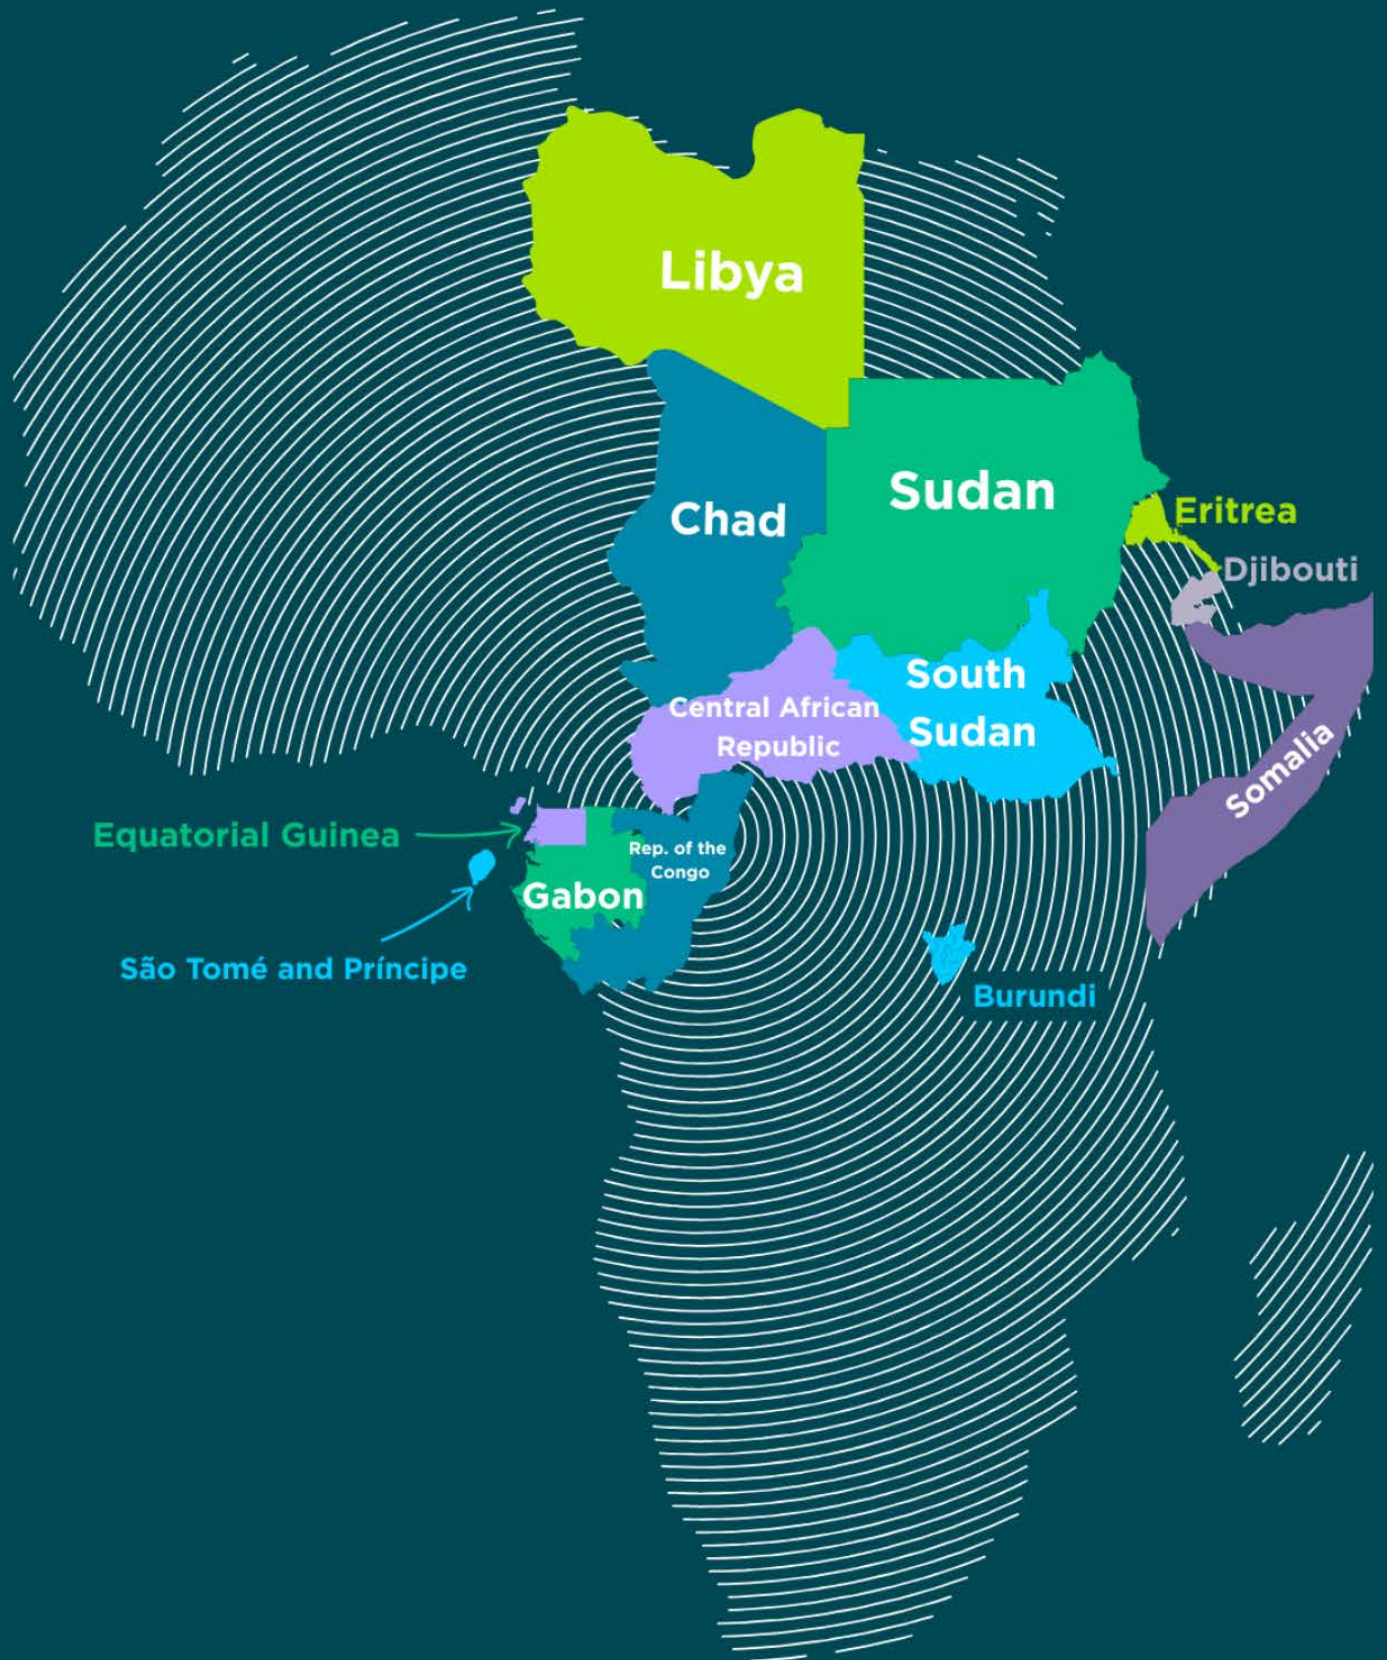 Libya
Sudan
Chad
Eritrea
Djibouti
South
Sudan
Central African
Republic
Somalia
Equatorial Guinea
Rep. of the
Congo
Gabon
São Tomé and Príncipe
Burundi